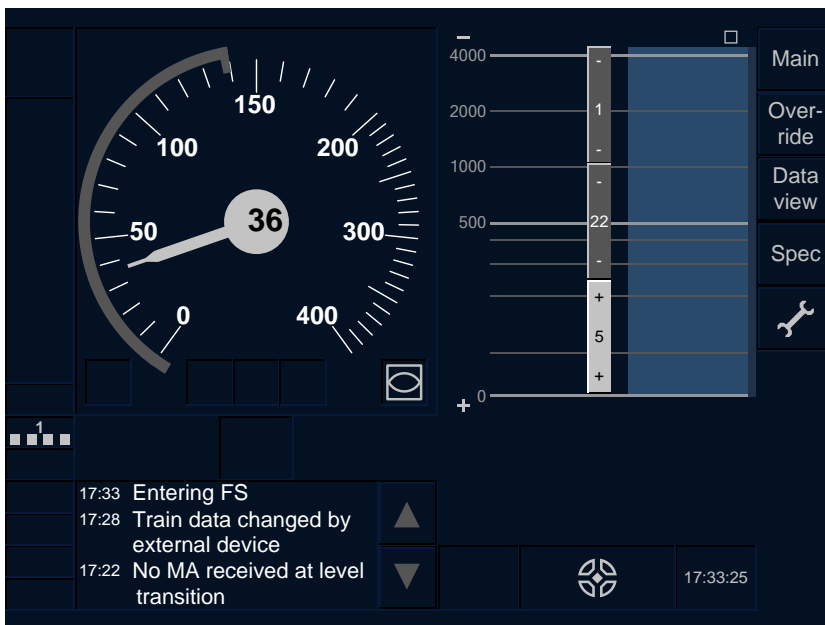 4000
2000
1000
500
0
-
1
-
-
22
-
+
5
+
Main
Over-
ride
Data
view
Spec
0
50
100
150
200
300
400
36
1
17:33 Entering FS
17:28 Train data changed by
external device
17:22 No MA received at level
transition
17:33:25